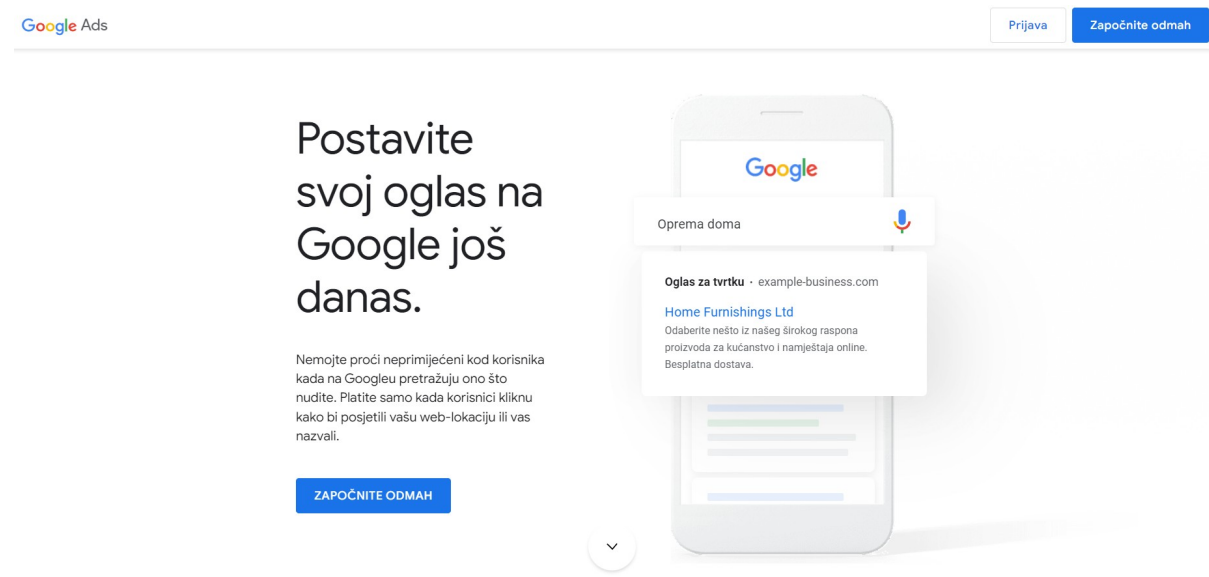 Google Ads
Prijava
Započnite odmah
Postavite
svoj oglas na
Google još
danas.
Nemojte proći neprimijećeni kod korisnika
kada na Googleu pretražuju ono što
nudite. Platite samo kada korisnici kliknu
kako bi posjetili vašu web-lokaciju ili vas
nazvali.
ZAPOČNITE ODMAH
Google
Oprema doma
Oglas za tvrtku · example-business.com
Home Furnishings Ltd
Odaberite nešto iz našeg širokog raspona
proizvoda za kućanstvo i namještaja online.
Besplatna dostava.